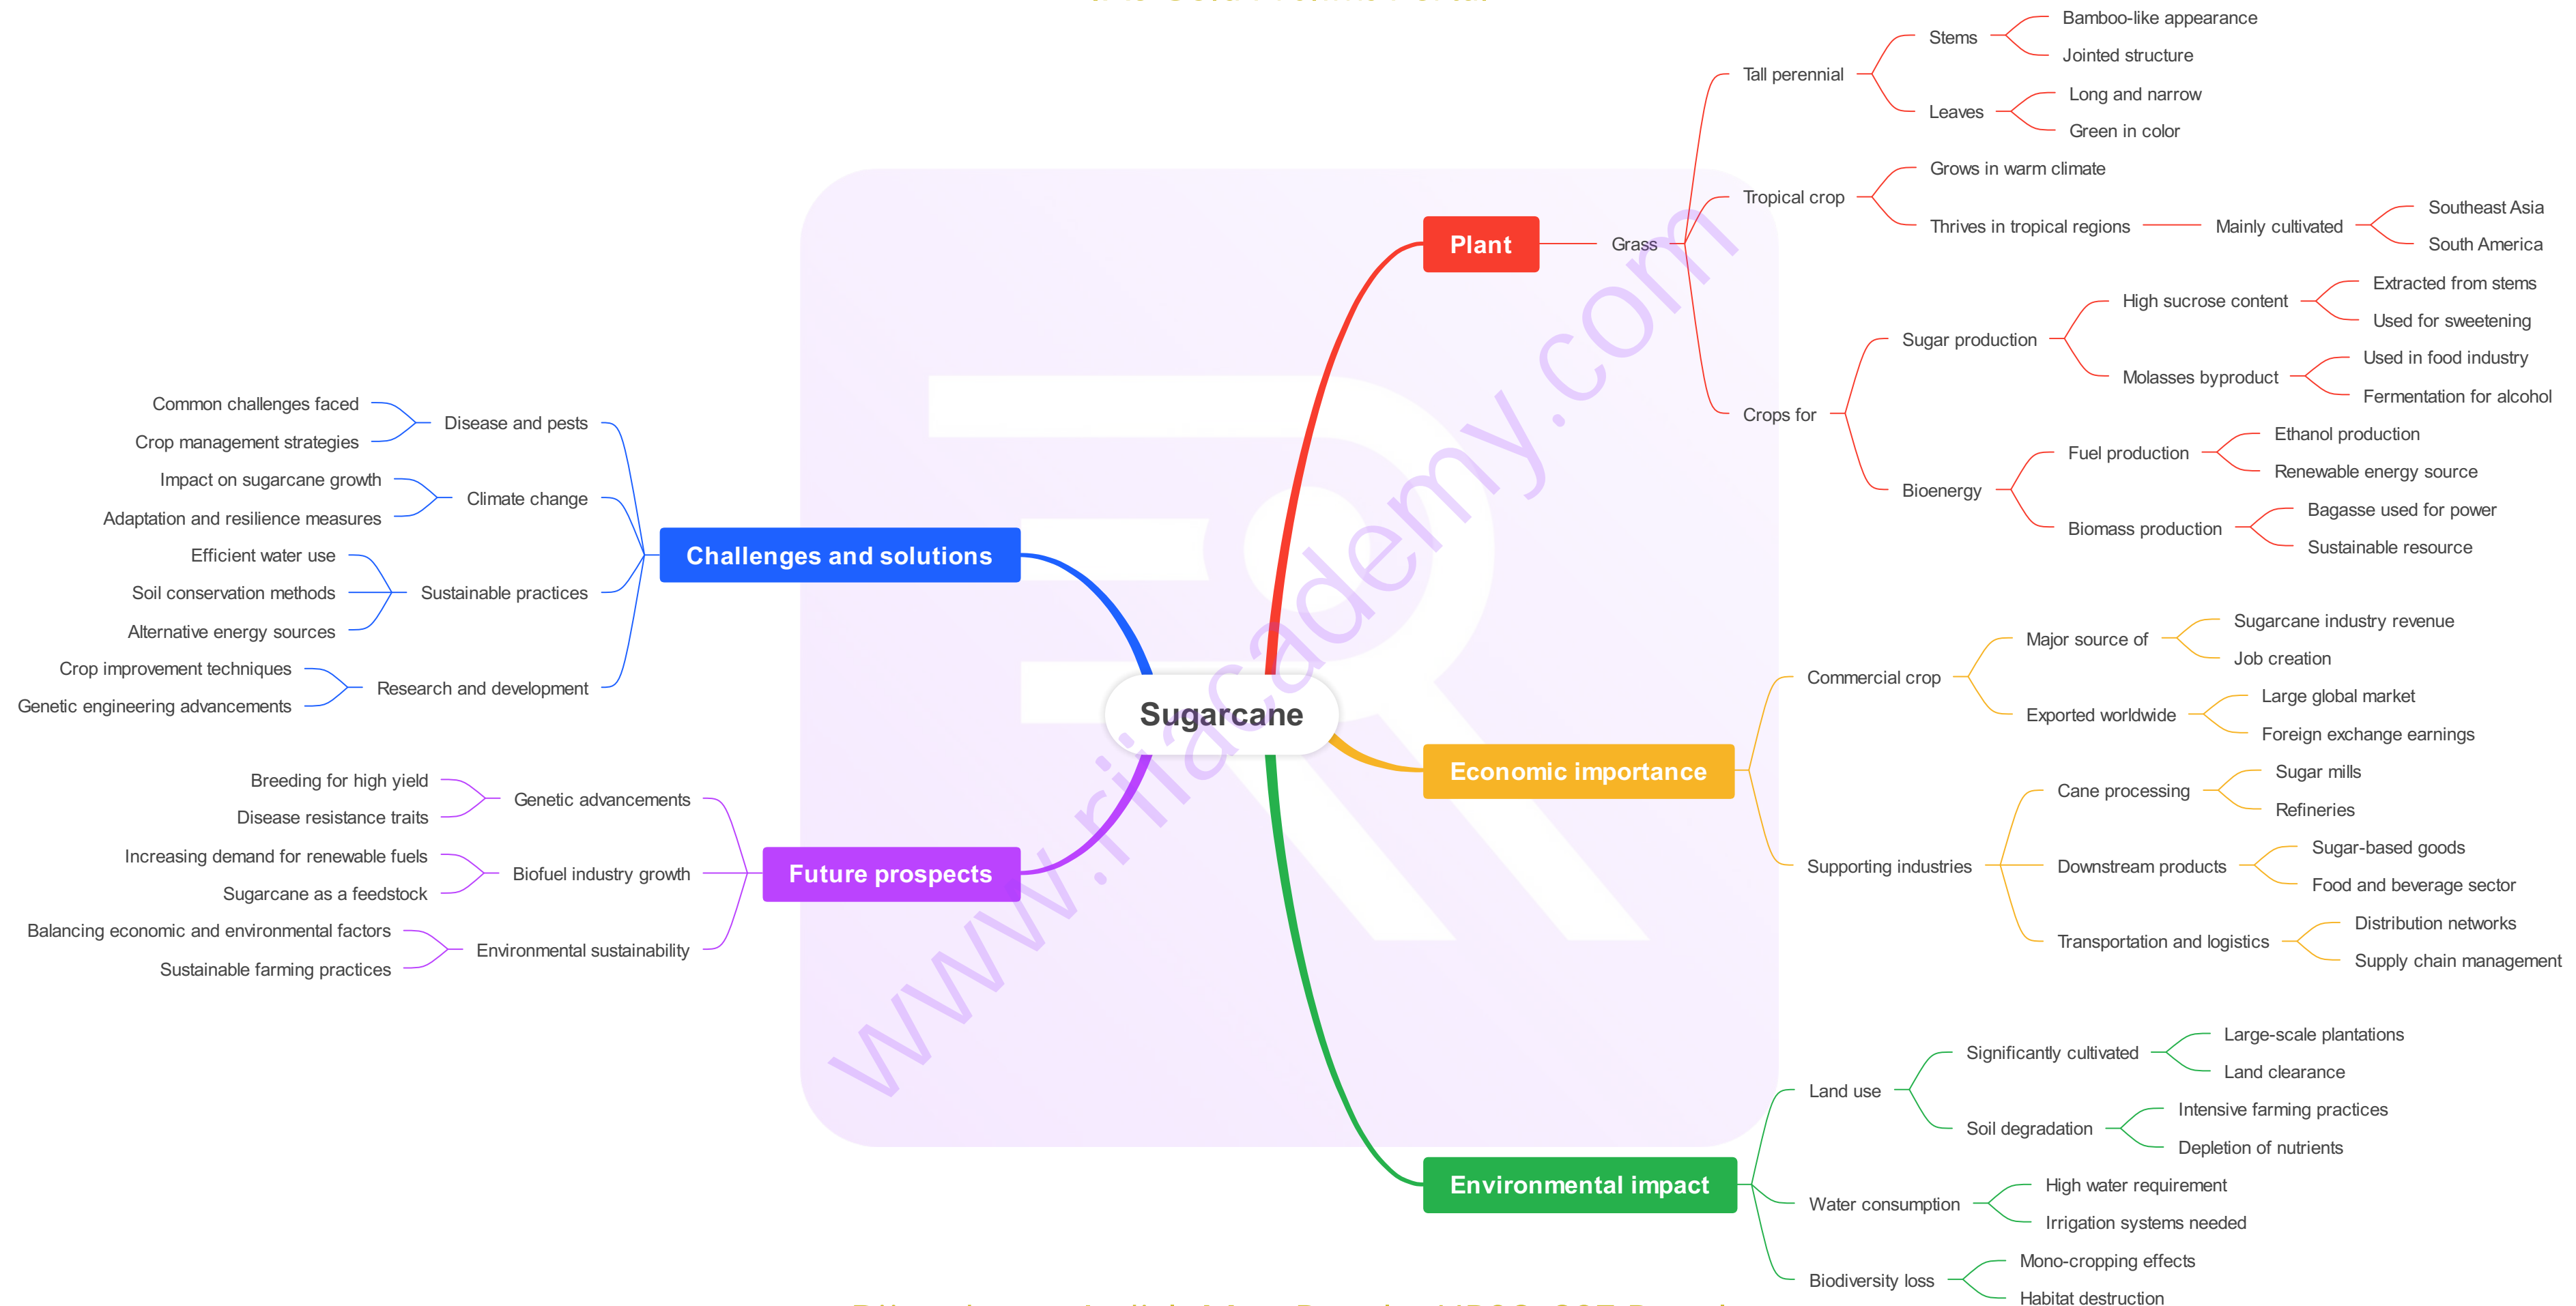 Sugarcane
Plant
Grass
Tall perennial
Stems
Bamboo-like appearance
Jointed structure
Leaves
Long and narrow
Green in color
Tropical crop
Grows in warm climate
Thrives in tropical regions
Mainly cultivated
Southeast Asia
South America
Crops for
Sugar production
High sucrose content
Extracted from stems
Used for sweetening
Molasses byproduct
Used in food industry
Fermentation for alcohol
Bioenergy
Fuel production
Ethanol production
Renewable energy source
Biomass production
Bagasse used for power
Sustainable resource
Economic importance
Commercial crop
Major source of
Sugarcane industry revenue
Job creation
Exported worldwide
Large global market
Foreign exchange earnings
Supporting industries
Cane processing
Sugar mills
Refineries
Downstream products
Sugar-based goods
Food and beverage sector
Transportation and logistics
Distribution networks
Supply chain management
Environmental impact
Land use
Significantly cultivated
Large-scale plantations
Land clearance
Soil degradation
Intensive farming practices
Depletion of nutrients
Water consumption
High water requirement
Irrigation systems needed
Biodiversity loss
Mono-cropping effects
Habitat destruction
Challenges and solutions
Disease and pests
Common challenges faced
Crop management strategies
Climate change
Impact on sugarcane growth
Adaptation and resilience measures
Sustainable practices
Efficient water use
Soil conservation methods
Alternative energy sources
Research and development
Crop improvement techniques
Genetic engineering advancements
Future prospects
Genetic advancements
Breeding for high yield
Disease resistance traits
Biofuel industry growth
Increasing demand for renewable fuels
Sugarcane as a feedstock
Environmental sustainability
Balancing economic and environmental factors
Sustainable farming practices
www.rijacademy.com